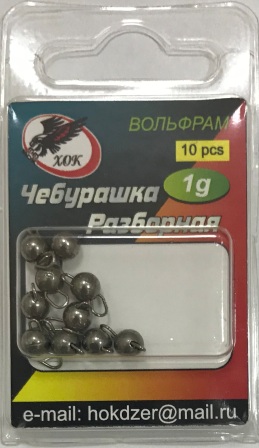 ВОЛЬФРАМ
ХОК
10 pcs
Чебурашка
1g
Разборная
e-mail: hokdzer@mail.ru